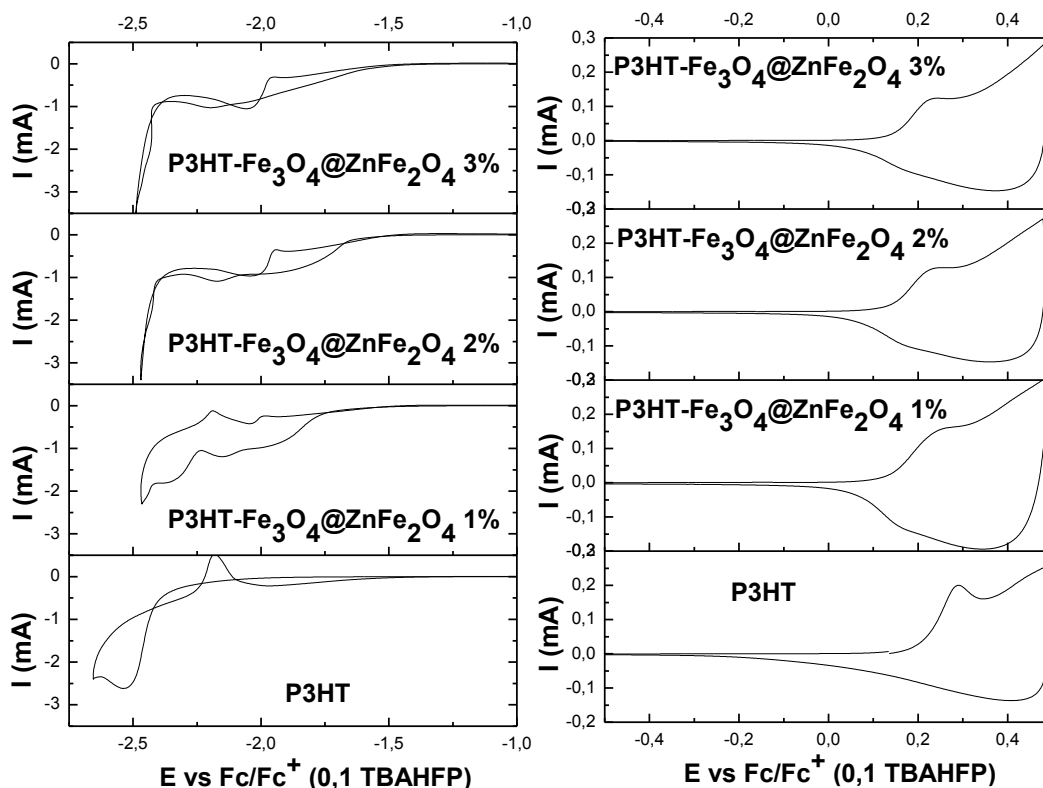 -2,5 -2,0 -1,5 -1,0
0
-1
-2
-3
I (mA)
P3HT-Fe3O4@ZnFe2O4 3%
0
-1
-2
-3
I (mA)
P3HT-Fe3O4@ZnFe2O4 2%
0
-1
-2
-3
I (mA)
P3HT-Fe3O4@ZnFe2O4 1%
0
-1
-2
-3
I (mA)
P3HT
-2,5 -2,0 -1,5 -1,0
E vs Fc/Fc+ (0,1 TBAHFP)
-0,4 -0,2 0,0 0,2 0,4
0,3
0,2
0,1
0,0
-0,1
I (mA)
P3HT-Fe3O4@ZnFe2O4 3%
0,2
0,1
0,0
-0,1
I (mA)
P3HT-Fe3O4@ZnFe2O4 2%
0,2
0,1
0,0
-0,1
I (mA)
P3HT-Fe3O4@ZnFe2O4 1%
0,2
0,1
0,0
-0,1
-0,2
I (mA)
P3HT
-0,4 -0,2 0,0 0,2 0,4
E vs Fc/Fc+ (0,1 TBAHFP)